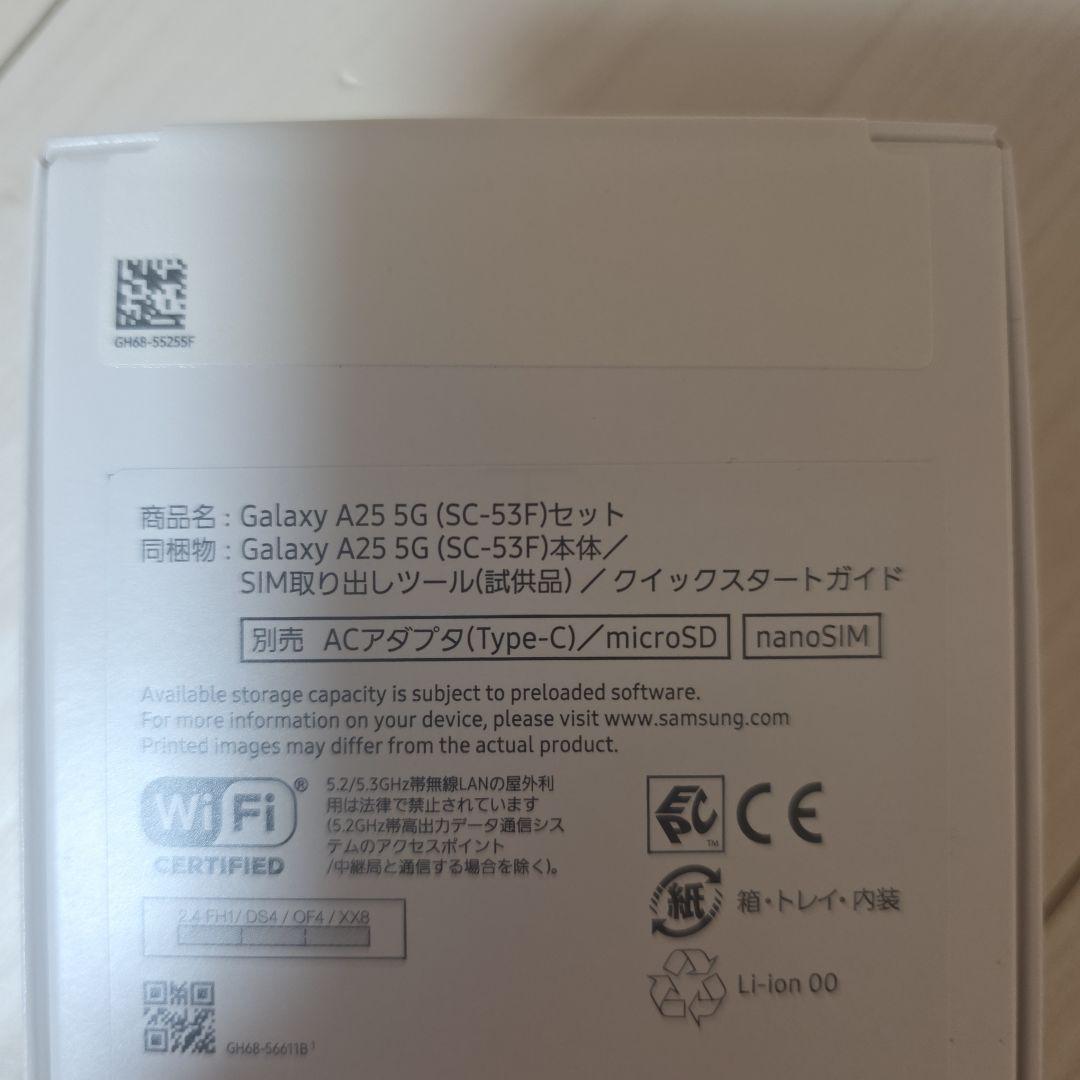 GH68-55255F
商品名 : Galaxy A25 5G (SC-53F)セット
同梱物 : Galaxy A25 5G (SC-53F)本体／
SIM取り出しツール(試供品)／クイックスタートガイド
別売 ACアダプタ(Type-C)／microSD nanoSIM
Available storage capacity is subject to preloaded software.
For more information on your device, please visit www.samsung.com
Printed images may differ from the actual product.
Wi Fi ®
CERTIFIED
5.2/5.3GHz帯無線LANの屋外利
用は法律で禁止されています
(5.2GHz帯高出力データ通信シス
テムのアクセスポイント
/中継局と通信する場合を除く)。
EPC TM CE
紙 箱・トレイ・内装
2.4 FH1/ DS4 / OF4 / XX8
Li-ion 00
GH68-56611B 1